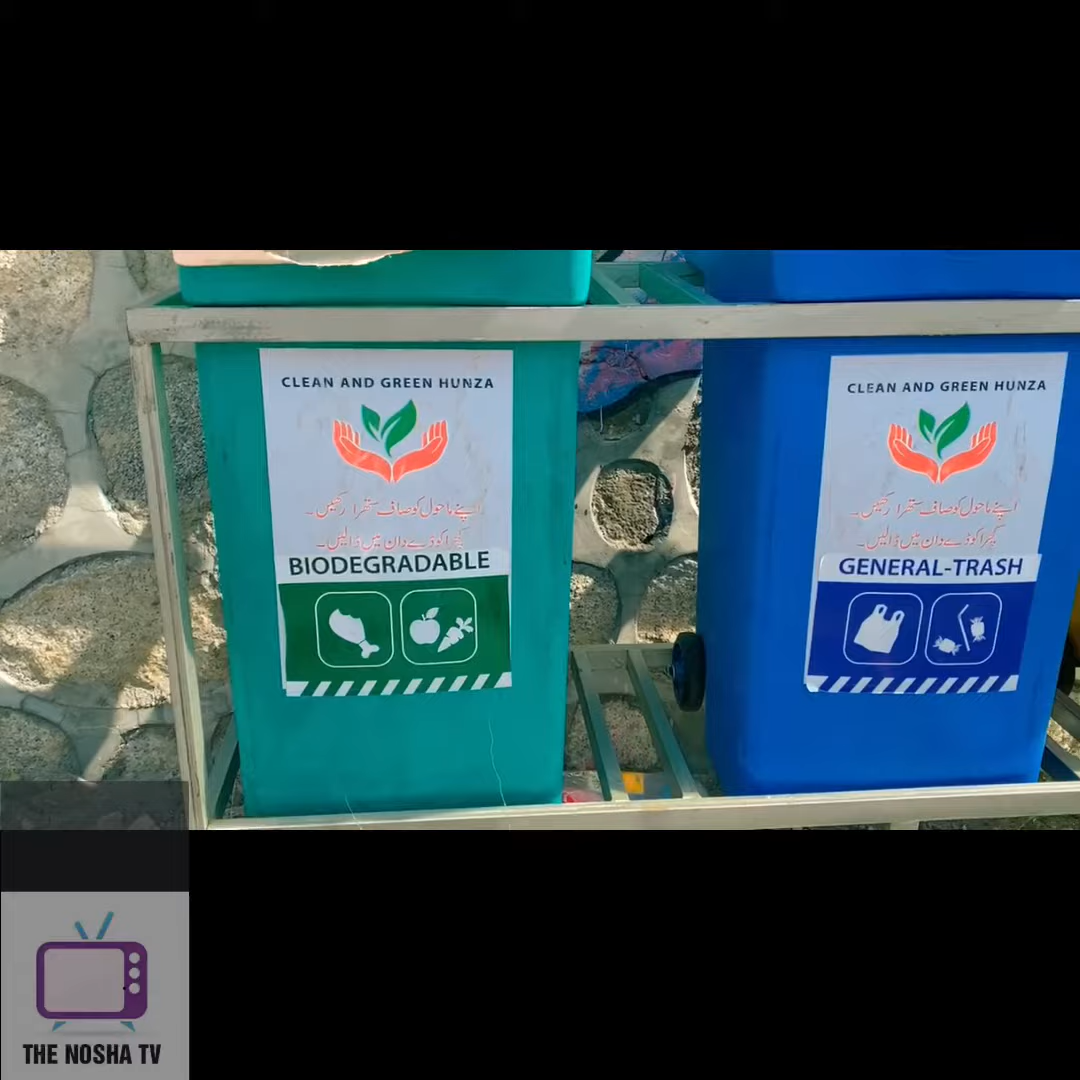 CLEAN AND GREEN HUNZA
اپنے ماحول کو صاف ستھرا رکھیں۔
کچرا کوڑے دان میں ڈالیں۔
BIODEGRADABLE
CLEAN AND GREEN HUNZA
اپنے ماحول کو صاف ستھرا رکھیں۔
کچرا کوڑے دان میں ڈالیں۔
GENERAL-TRASH
THE NOSHA TV